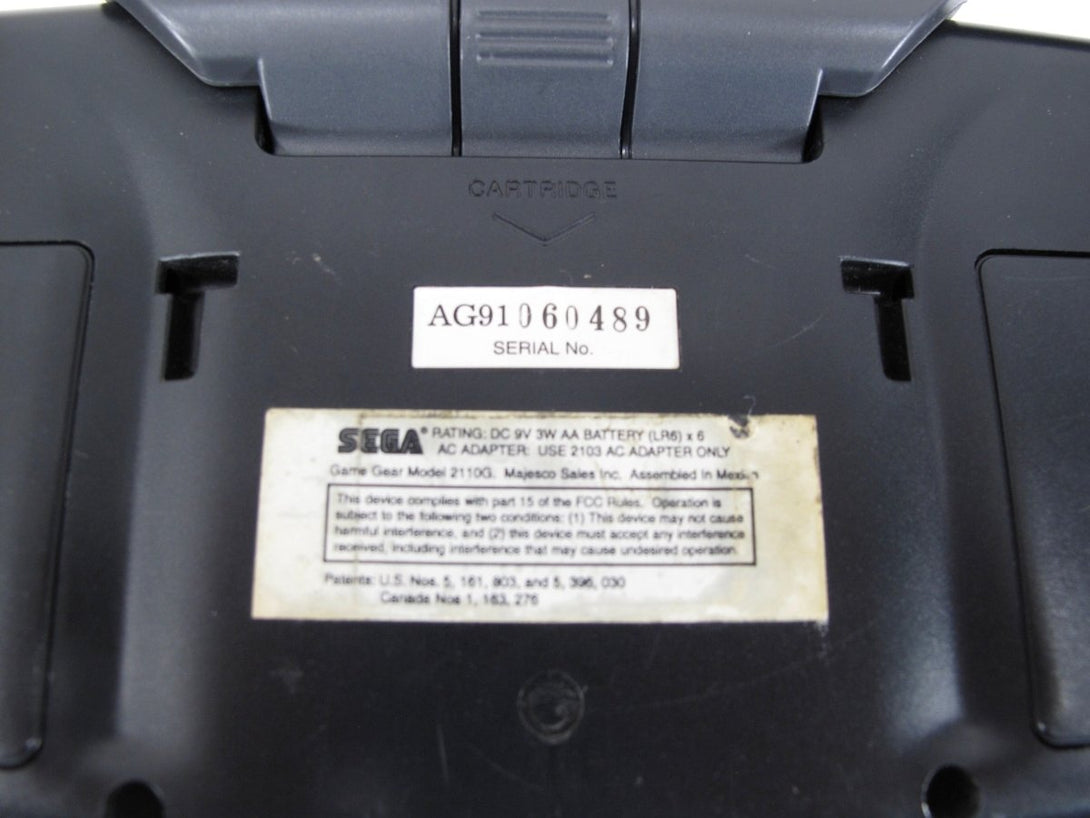 CARTRIDGE
AG91060489
SERIAL No.
SEGA® RATING: DC 9V 3W AA BATTERY (LR6) x 6
AC ADAPTER: USE 2103 AC ADAPTER ONLY
Game Gear Model 2110G. Majesco Sales Inc. Assembled In Mexico
This device complies with part 15 of the FCC Rules. Operation is
subject to the following two conditions: (1) This device may not cause
harmful interference, and (2) this device must accept any interference
received, including interference that may cause undesired operation.
Patents: U.S. Nos. 5, 161, 803, and 5, 396, 030
Canada Nos 1, 183, 276